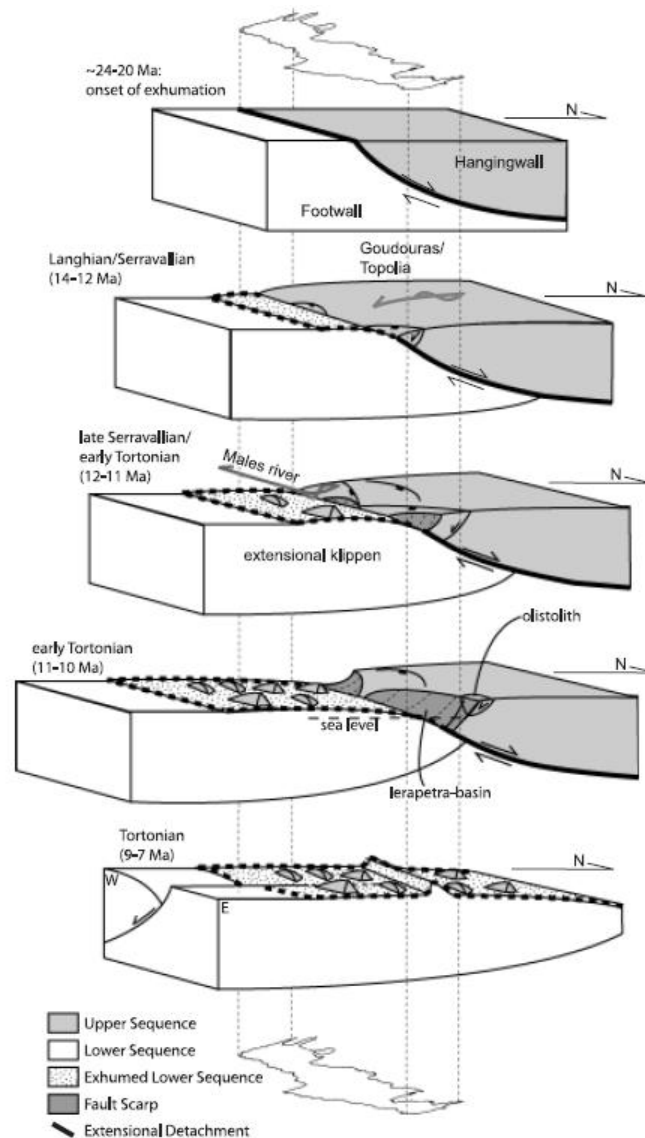 ~24-20 Ma:
onset of exhumation
N
Hangingwall
Footwall
Langhian/Serravallian
(14-12 Ma)
Goudouras/
Topolia
N
late Serravallian/
early Tortonian
(12-11 Ma)
Males river
N
extensional klippen
olistolith
early Tortonian
(11-10 Ma)
N
sea level
Ierapetra-basin
Tortonian
(9-7 Ma)
N
W
E
Upper Sequence
Lower Sequence
Exhumed Lower Sequence
Fault Scarp
Extensional Detachment